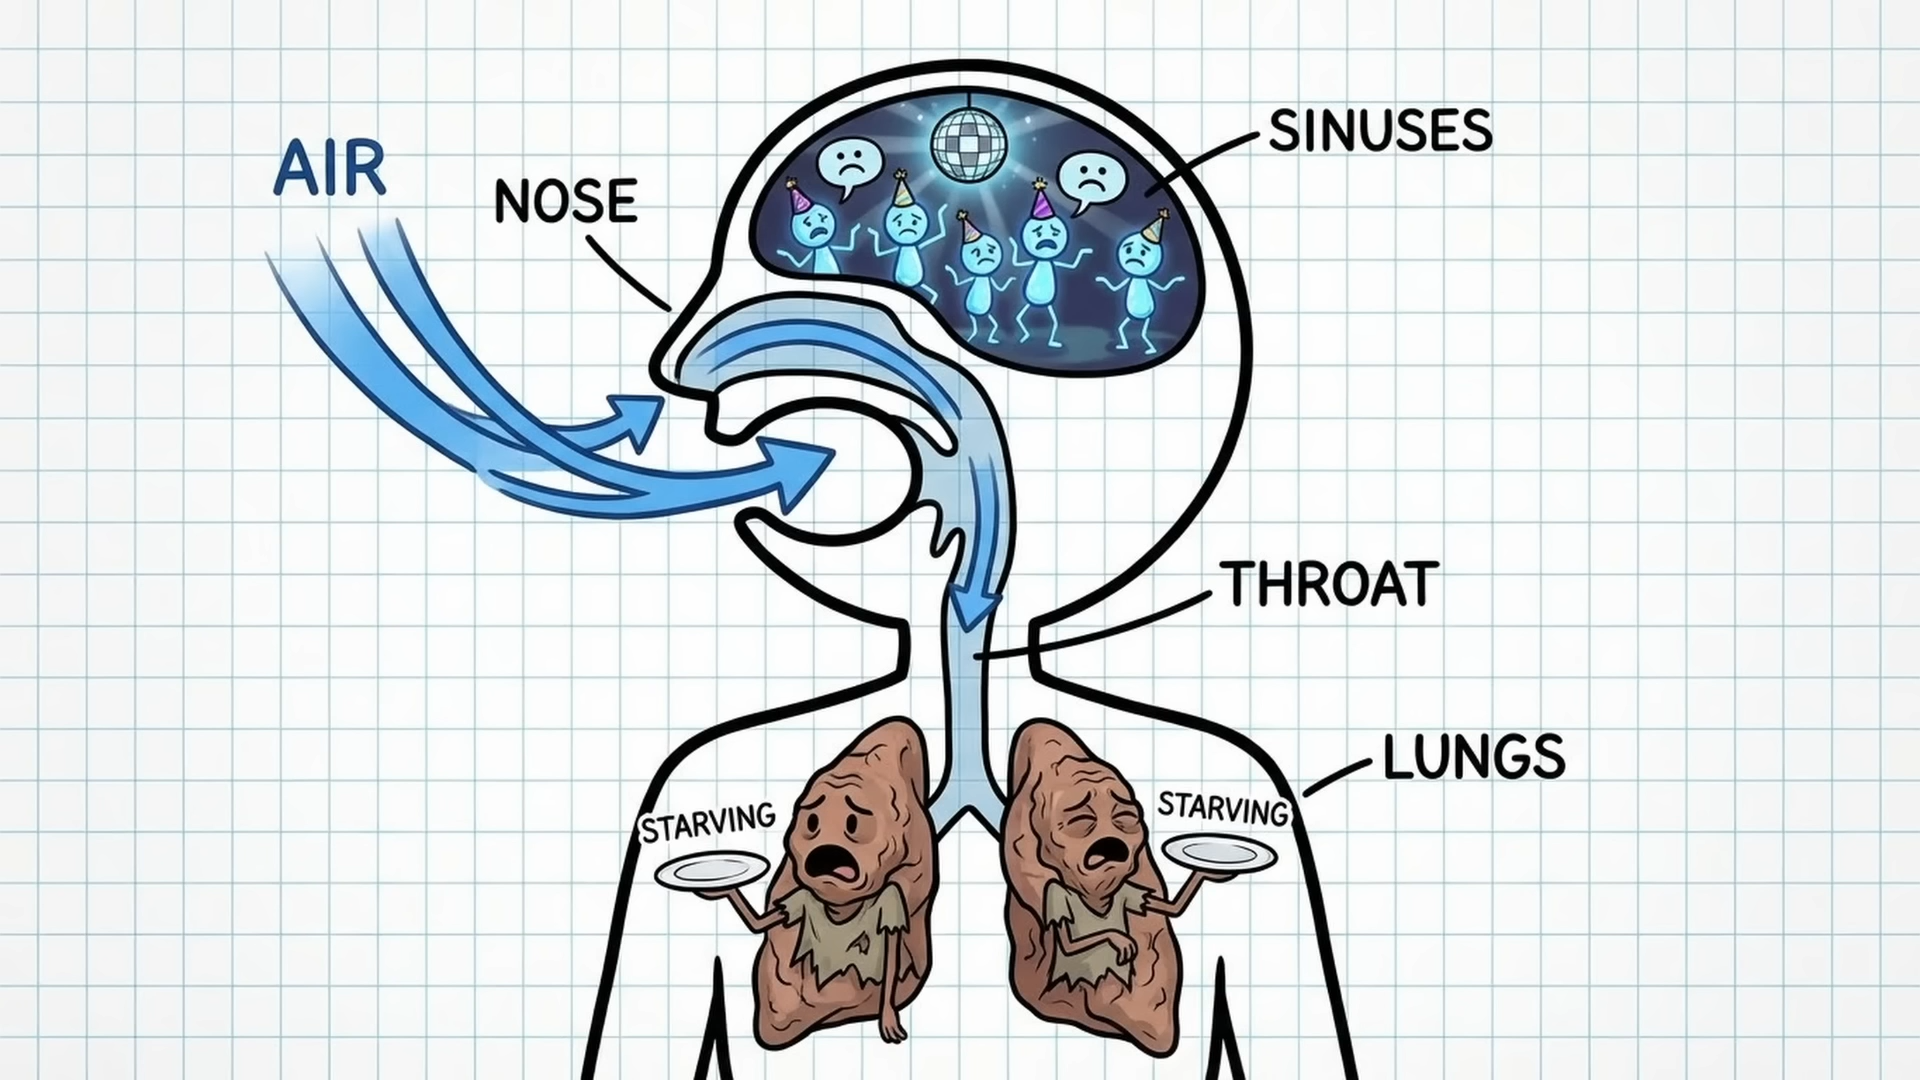 SINUSES
AIR
NOSE
THROAT
LUNGS
STARVING
STARVING